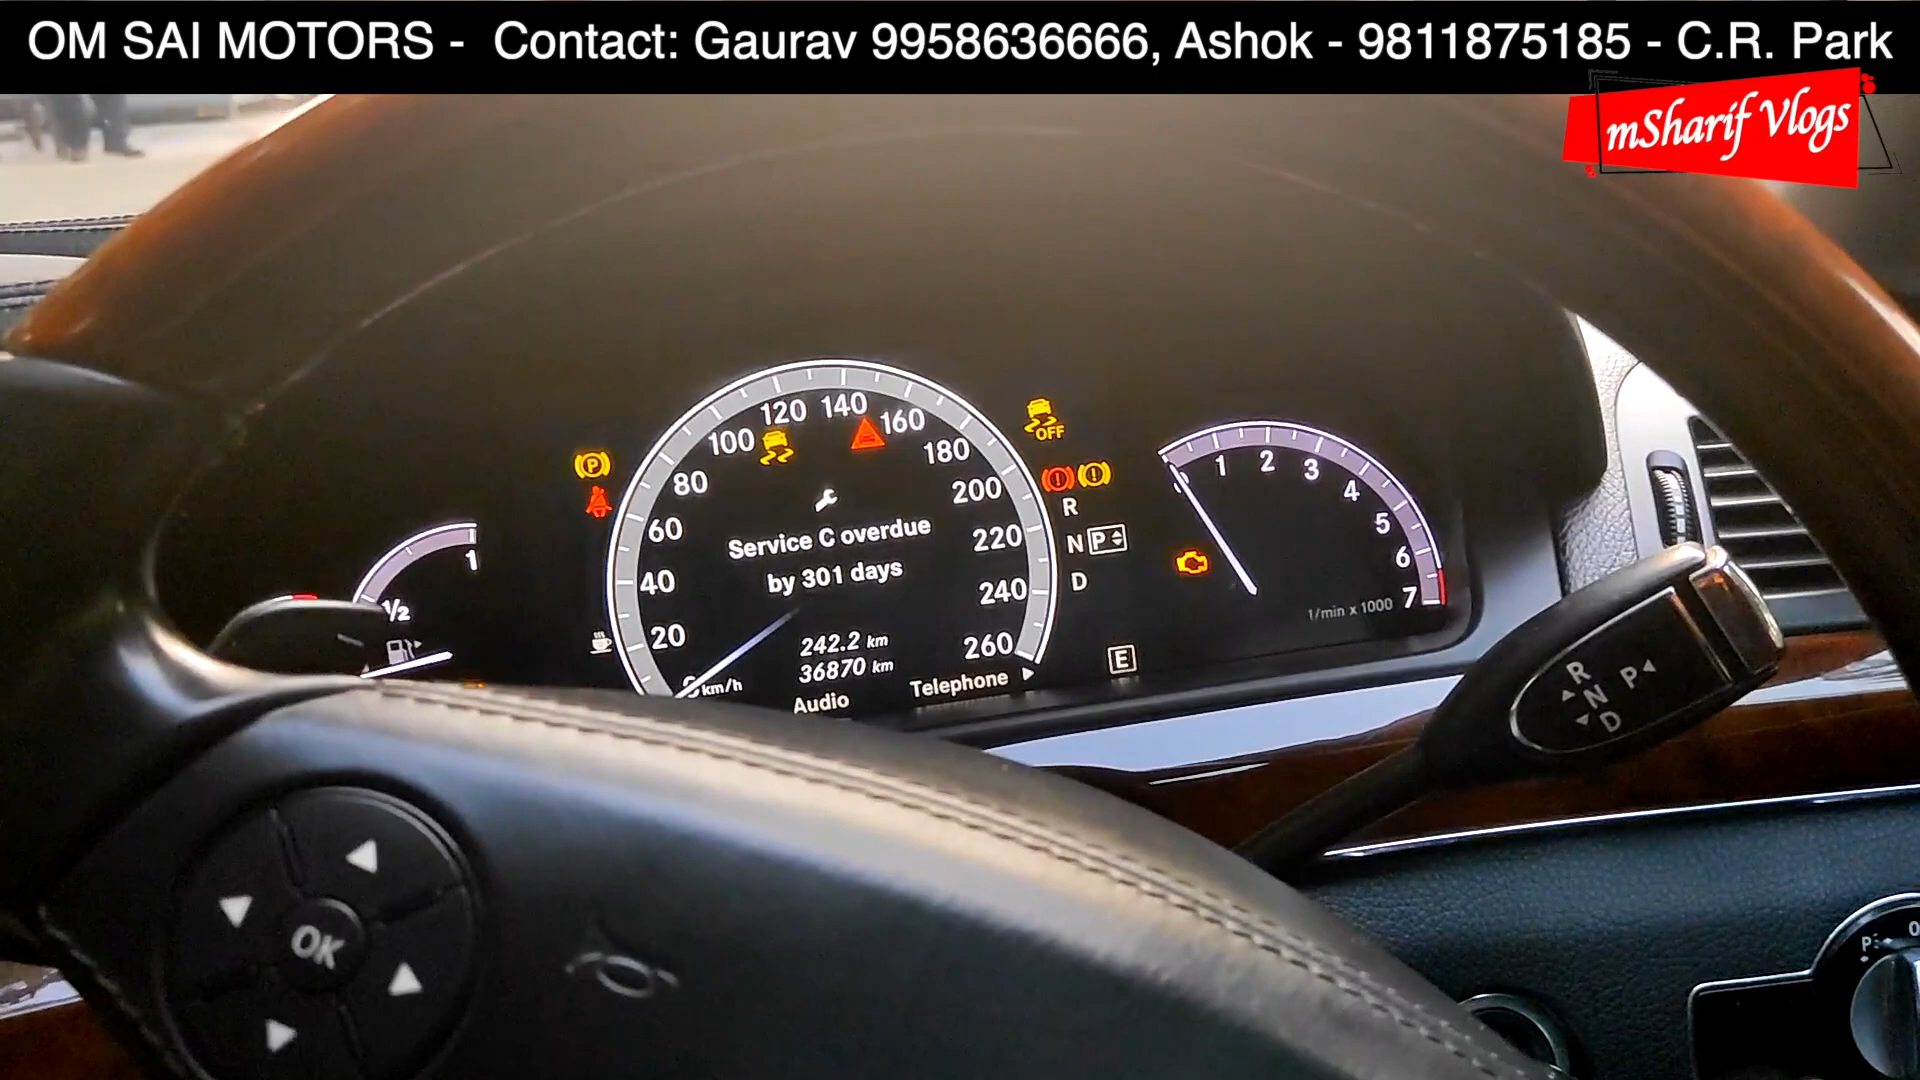 OM SAI MOTORS - Contact: Gaurav 9958636666, Ashok - 9811875185 - C.R. Park
mSharif Vlogs
120 140
100 160
OFF
80 180
200
R
60
220
N P
40
D
240
20
260
Service C overdue
by 301 days
242.2 km
36870 km
km/h
Audio
Telephone
E
1
1/2
1 2 3 4 5 6 7
1/min x 1000
R
N P
D
OK
P
0